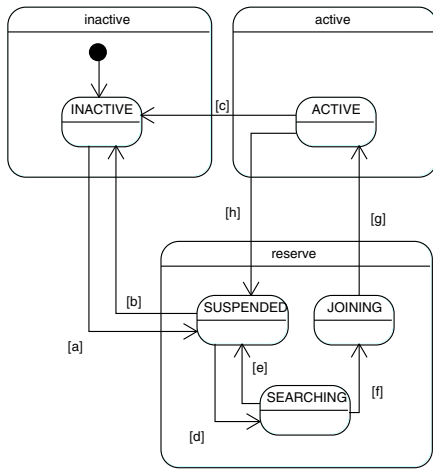 inactive
active
INACTIVE
[c]
ACTIVE
[h]
[g]
reserve
[b]
SUSPENDED
JOINING
[a]
[e]
SEARCHING
[f]
[d]